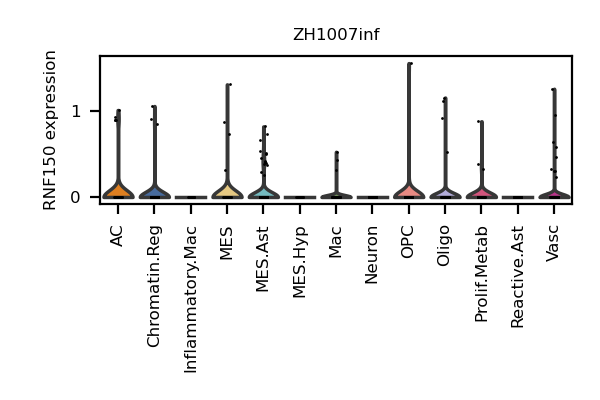 ZH1007inf
RNF150 expression
1
0
AC
Chromatin.Reg
Inflammatory.Mac
MES
MES.Ast
MES.Hyp
Mac
Neuron
OPC
Oligo
Prolif.Metab
Reactive.Ast
Vasc